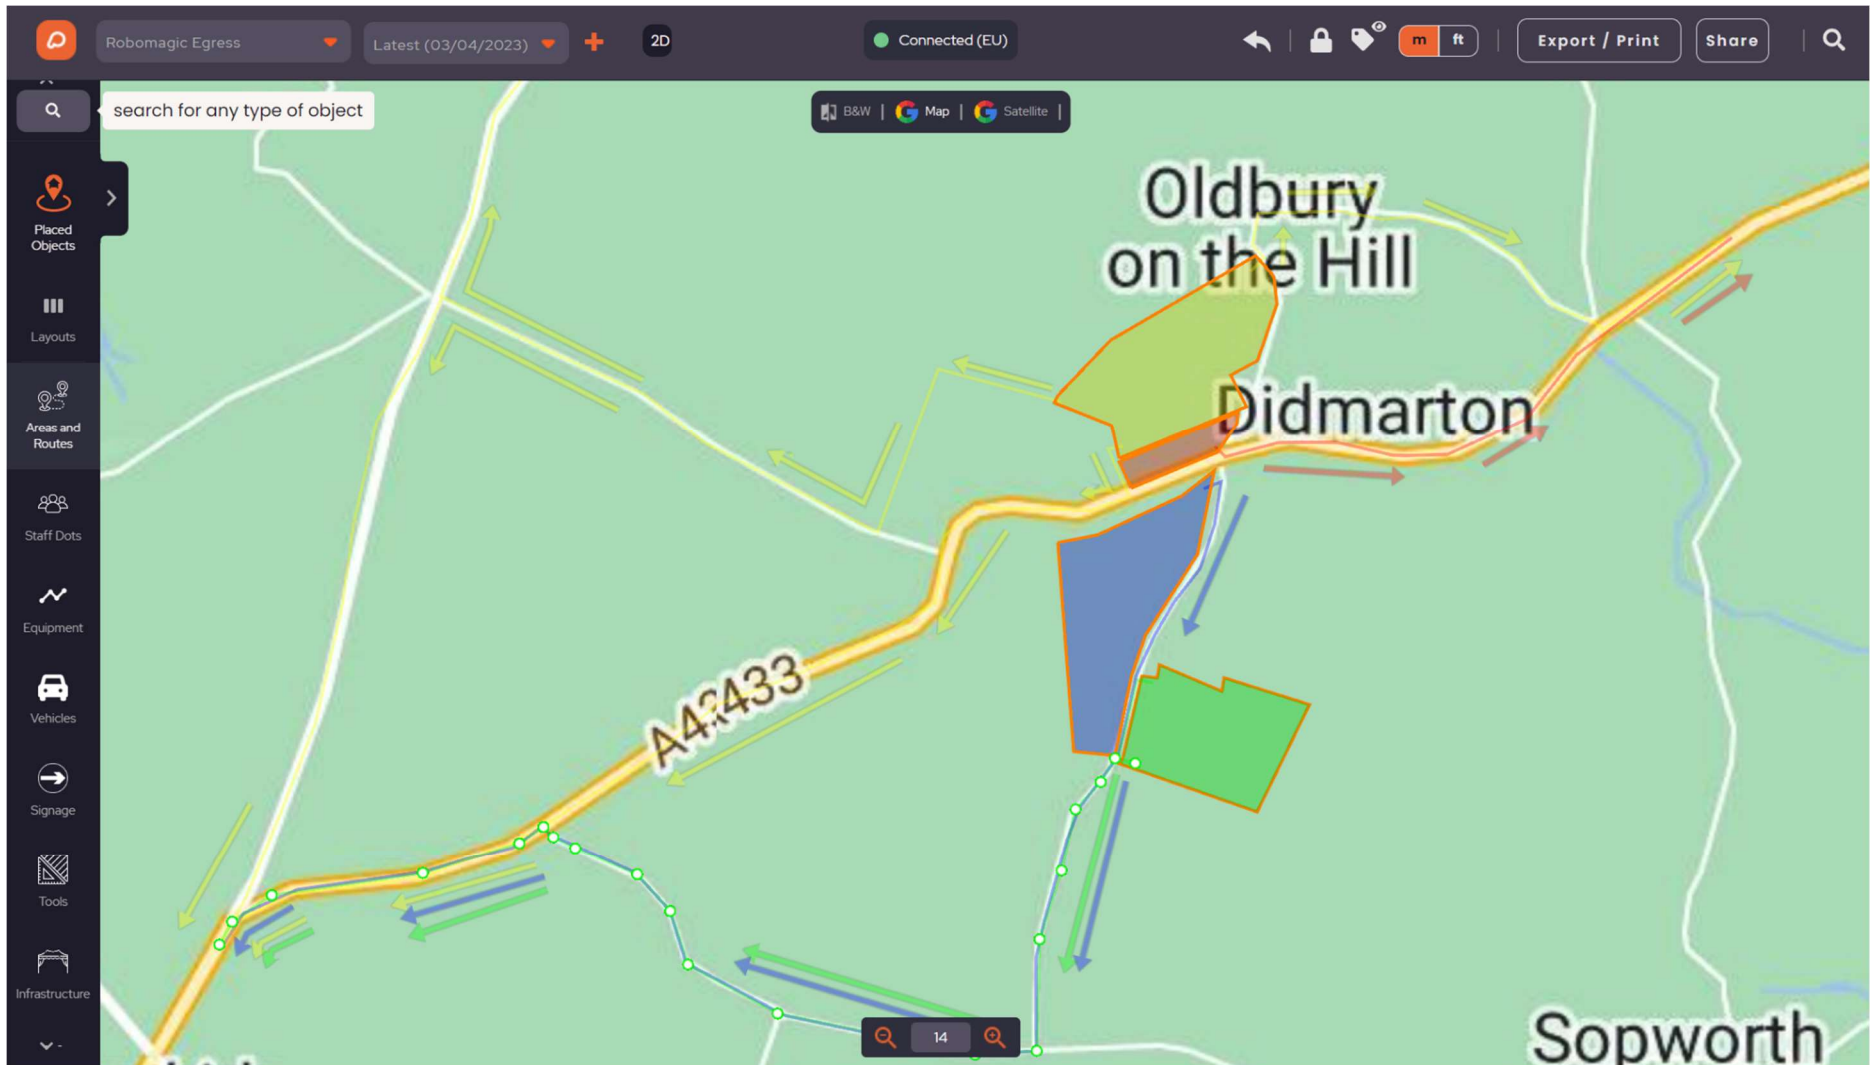 Robomagic Egress
Latest (03/04/2023)
2D
Connected (EU)
m
ft
Export / Print
Share
search for any type of object
B&W | Map | Satellite |
Placed
Objects
Layouts
Areas and
Routes
Staff Dots
Equipment
Vehicles
Signage
Tools
Infrastructure
Oldbury
on the Hill
Didmarton
A433
Sopworth
14